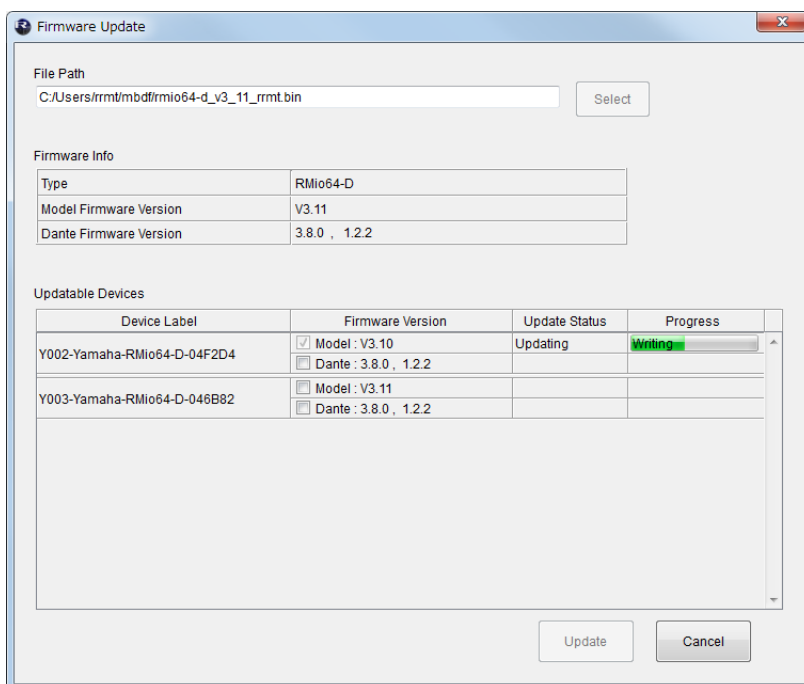 Firmware Update
File Path
C:/Users/rrmt/mbdf/rmio64-d_v3_11_rrmt.bin
Select
Firmware Info
Type RMio64-D
Model Firmware Version V3.11
Dante Firmware Version 3.8.0 , 1.2.2
Updatable Devices
Device Label Firmware Version Update Status Progress
Y002-Yamaha-RMio64-D-04F2D4
Model : V3.10 Updating Writing
Dante : 3.8.0 , 1.2.2
Y003-Yamaha-RMio64-D-046B82
Model : V3.11
Dante : 3.8.0 , 1.2.2
Update Cancel